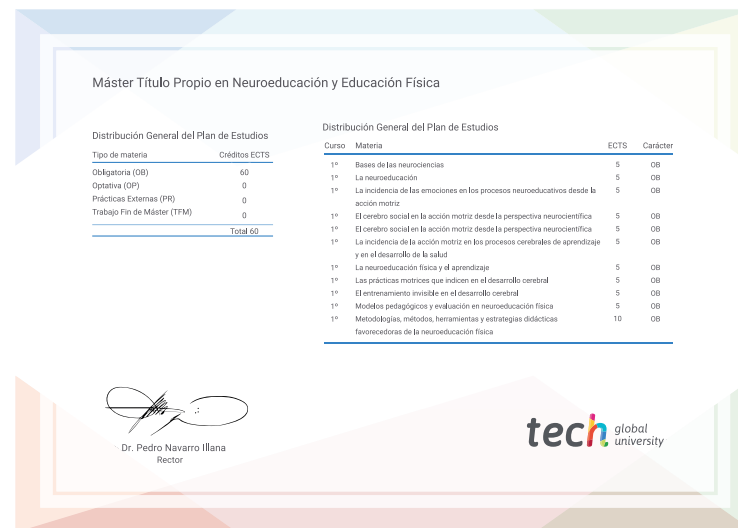 Máster Título Propio en Neuroeducación y Educación Física
Distribución General del Plan de Estudios
Tipo de materia Créditos ECTS
Obligatoria (OB) 60
Optativa (OP) 0
Prácticas Externas (PR) 0
Trabajo Fin de Máster (TFM) 0
Total 60
Distribución General del Plan de Estudios
Curso Materia ECTS Carácter
1º Bases de las neurociencias 5 OB
1º La neuroeducación 5 OB
1º La incidencia de las emociones en los procesos neuroeducativos desde la 5 OB
acción motriz
1º El cerebro social en la acción motriz desde la perspectiva neurocientífica 5 OB
1º El cerebro social en la acción motriz desde la perspectiva neurocientífica 5 OB
1º La incidencia de la acción motriz en los procesos cerebrales de aprendizaje 5 OB
y en el desarrollo de la salud
1º La neuroeducación física y el aprendizaje 5 OB
1º Las prácticas motrices que indicen en el desarrollo cerebral 5 OB
1º El entrenamiento invisible en el desarrollo cerebral 5 OB
1º Modelos pedagógicos y evaluación en neuroeducación física 5 OB
1º Metodologías, métodos, herramientas y estrategias didácticas 10 OB
favorecedoras de la neuroeducación física
Dr. Pedro Navarro Illana
Rector
tech global
university